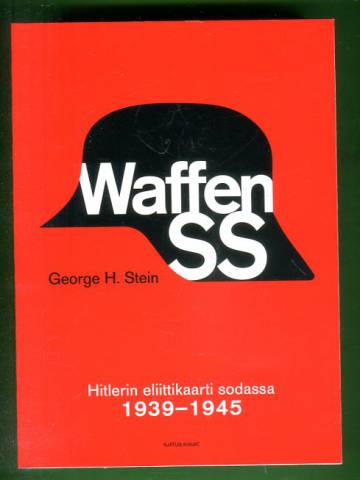 Waffen
SS
George H. Stein
Hitlerin eliittikaarti sodassa
1939–1945